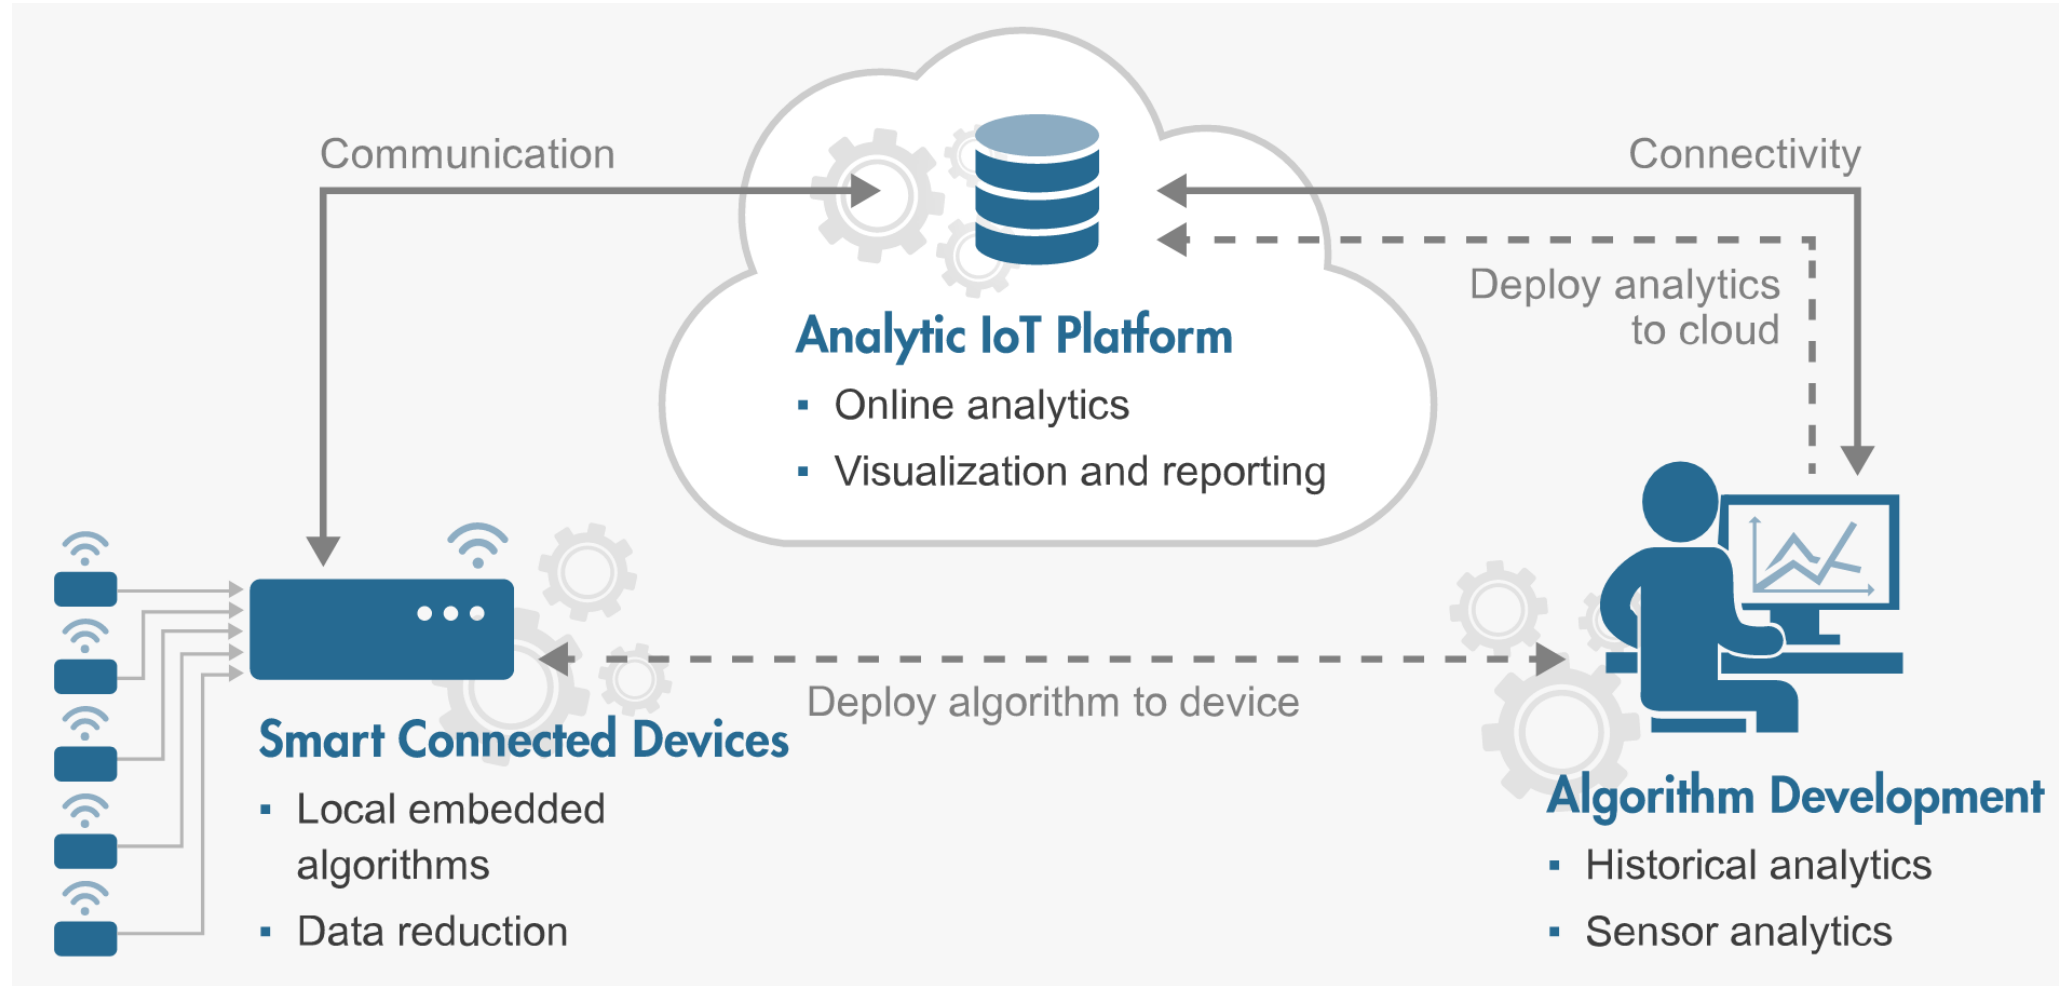 Communication
Connectivity
Deploy analytics
to cloud
Analytic IoT Platform
▪ Online analytics
▪ Visualization and reporting
Deploy algorithm to device
Smart Connected Devices
▪ Local embedded
algorithms
▪ Data reduction
Algorithm Development
▪ Historical analytics
▪ Sensor analytics